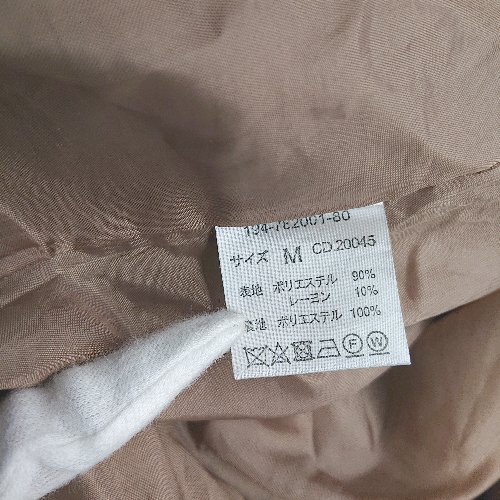 194-782001-80
サイズ M CD.20045
表地 ポリエステル 90%
レーヨン 10%
裏地 ポリエステル 100%
F W